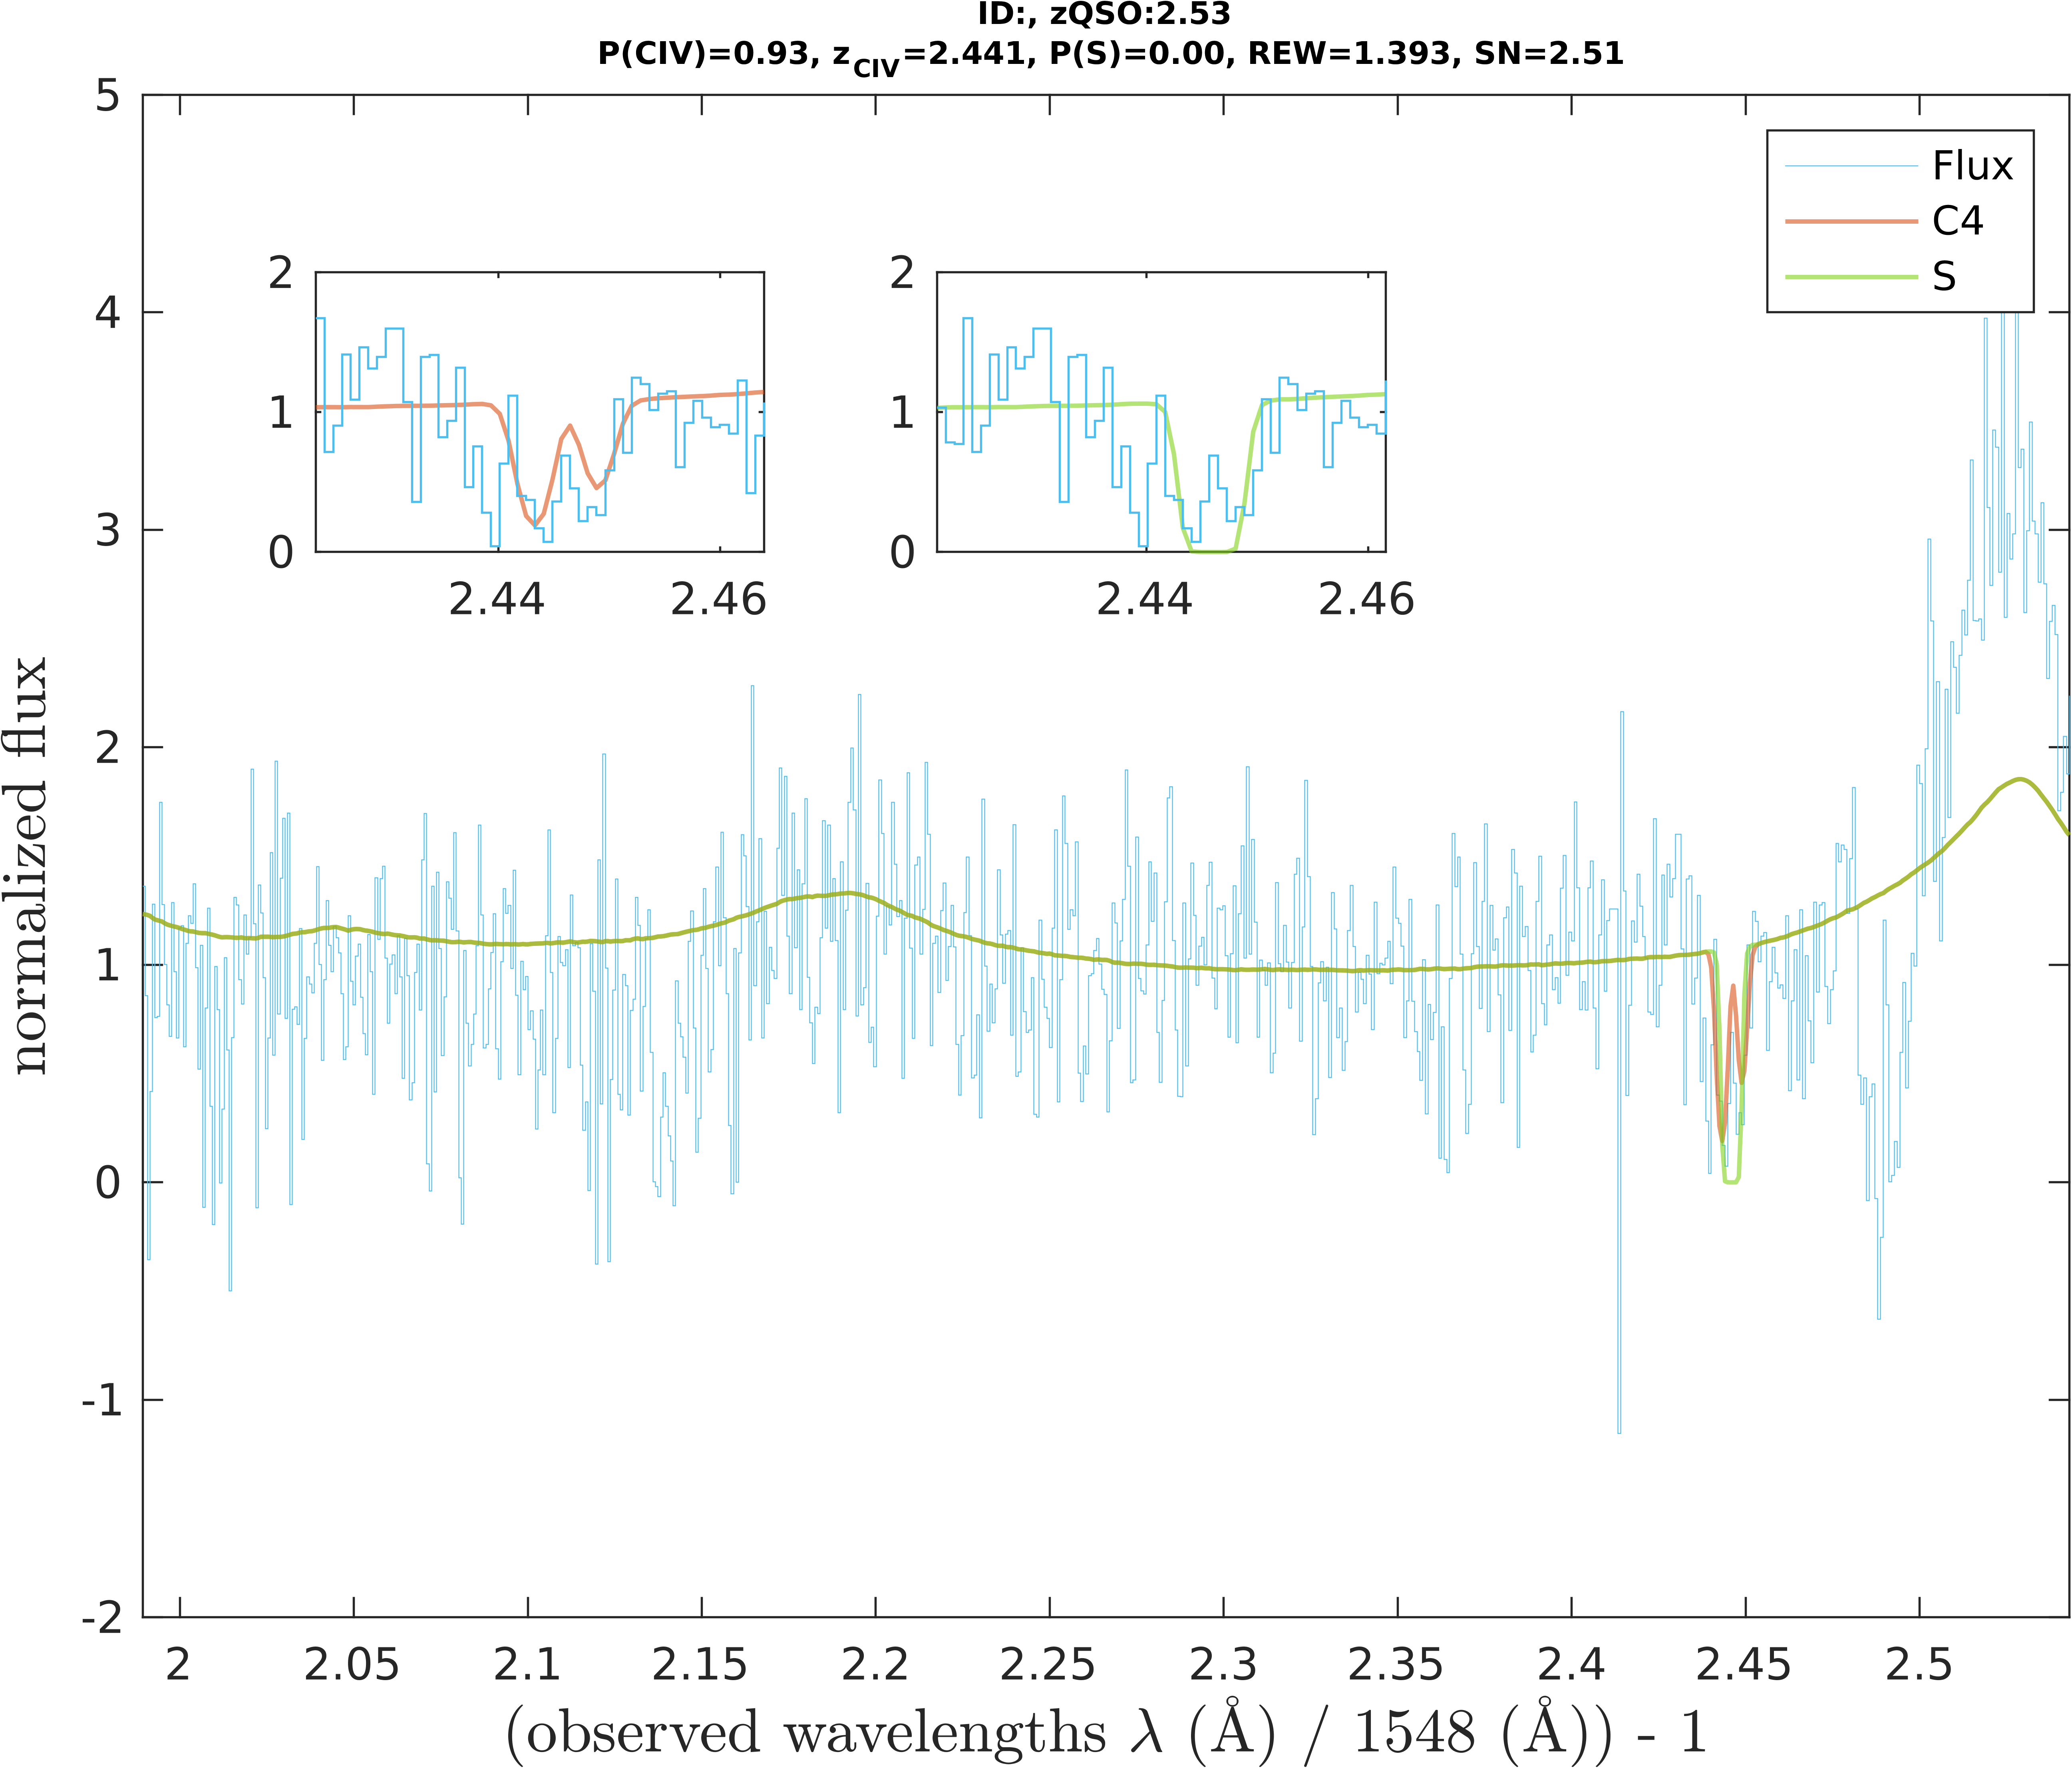 ID:, zQSO:2.53
P(CIV)=0.93, zCIV=2.441, P(S)=0.00, REW=1.393, SN=2.51
5
4
3
2
1
0
-1
-2
normalized flux
Flux
C4
S
2
1
0
2.44 2.46
2
1
0
2.44 2.46
2 2.05 2.1 2.15 2.2 2.25 2.3 2.35 2.4 2.45 2.5
(observed wavelengths λ (Å) / 1548 (Å)) - 1